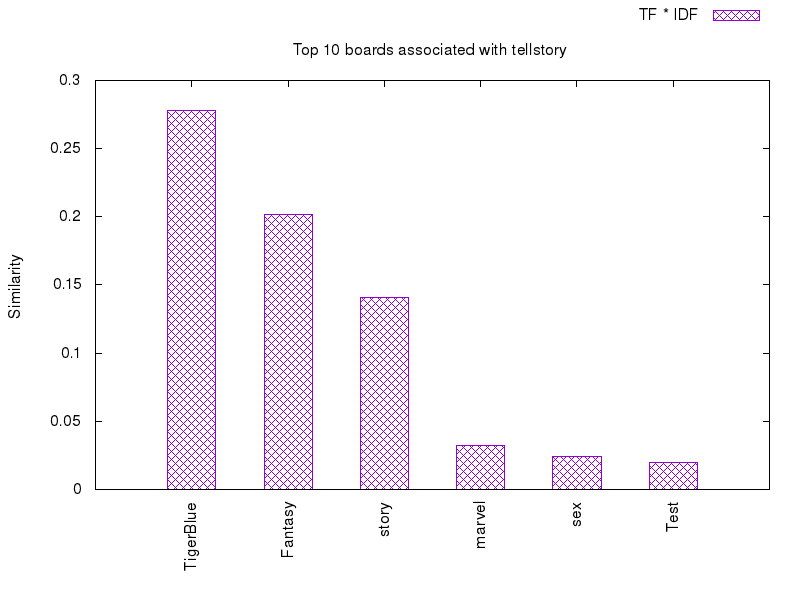 TF * IDF
Top 10 boards associated with tellstory
0.3
0.25
0.2
0.15
0.1
0.05
0
Similarity
TigerBlue
Fantasy
story
marvel
sex
Test